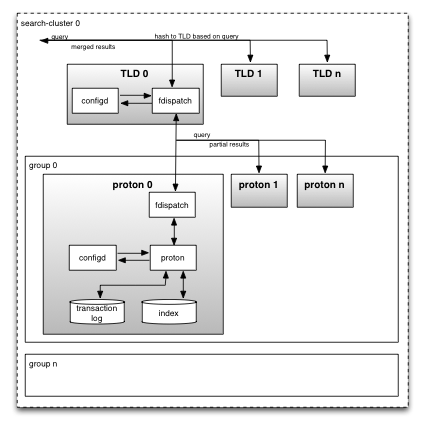 search-cluster 0
query
hash to TLD based on query
merged results
TLD 0
TLD 1
TLD n
configd
fdispatch
query
partial results
group 0
proton 0
proton 1
proton n
fdispatch
configd
proton
transaction
log
index
group n